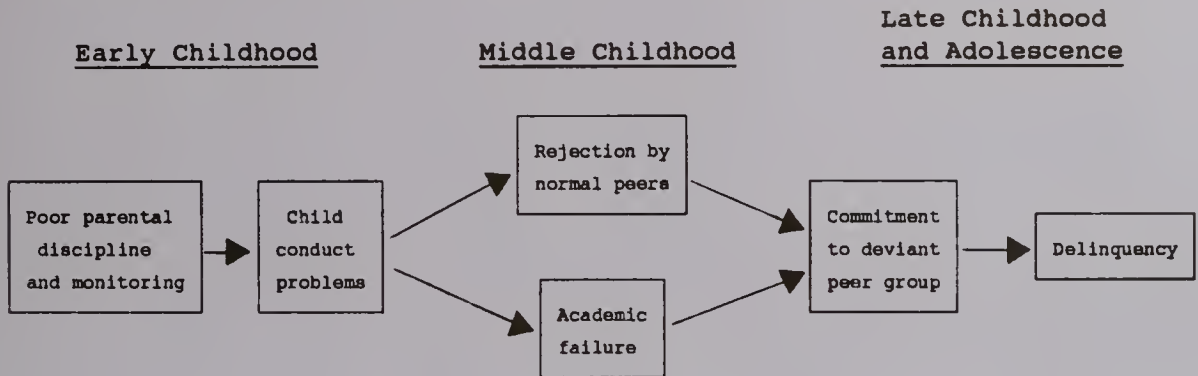 Early Childhood
Middle Childhood
Late Childhood
and Adolescence
Poor parental
discipline
and monitoring
Child
conduct
problems
Rejection by
normal peers
Academic
failure
Commitment
to deviant
peer group
Delinquency